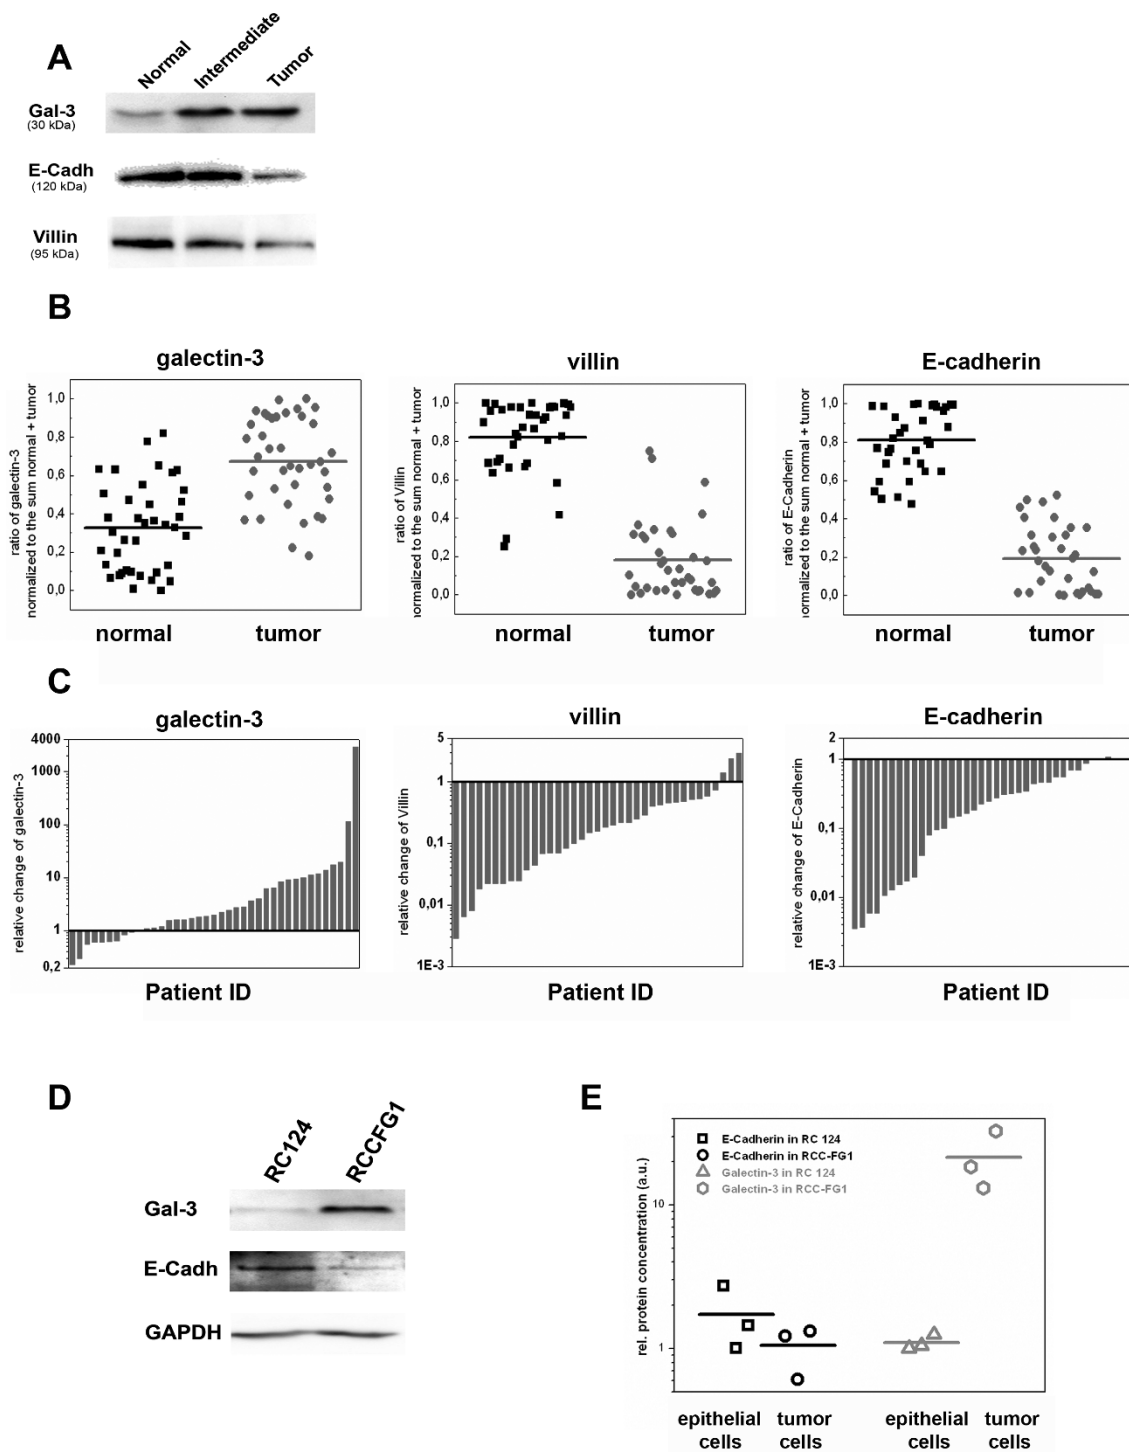 A
Normal
Intermediate
Tumor
Gal-3
(30 kDa)
E-Cadh
(120 kDa)
Villin
(95 kDa)
B
galectin-3
ratio of galectin-3
normalized to the sum normal + tumor
1,0
0,8
0,6
0,4
0,2
0,0
normal
tumor
villin
ratio of Villin
normalized to the sum normal + tumor
1,0
0,8
0,6
0,4
0,2
0,0
normal
tumor
E-cadherin
ratio of E-Cadherin
normalized to the sum normal + tumor
1,0
0,8
0,6
0,4
0,2
0,0
normal
tumor
C
galectin-3
relative change of galectin-3
4000
1000
100
10
1
0,2
Patient ID
villin
relative change of Villin
5
1
0,1
0,01
1E-3
Patient ID
E-cadherin
relative change of E-Cadherin
2
1
0,1
0,01
1E-3
Patient ID
D
RC124
RCCFG1
Gal-3
E-Cadh
GAPDH
E
rel. protein concentration (a.u.)
10
1
E-Cadherin in RC 124
E-Cadherin in RCC-FG1
Galectin-3 in RC 124
Galectin-3 in RCC-FG1
epithelial cells
tumor cells
epithelial cells
tumor cells